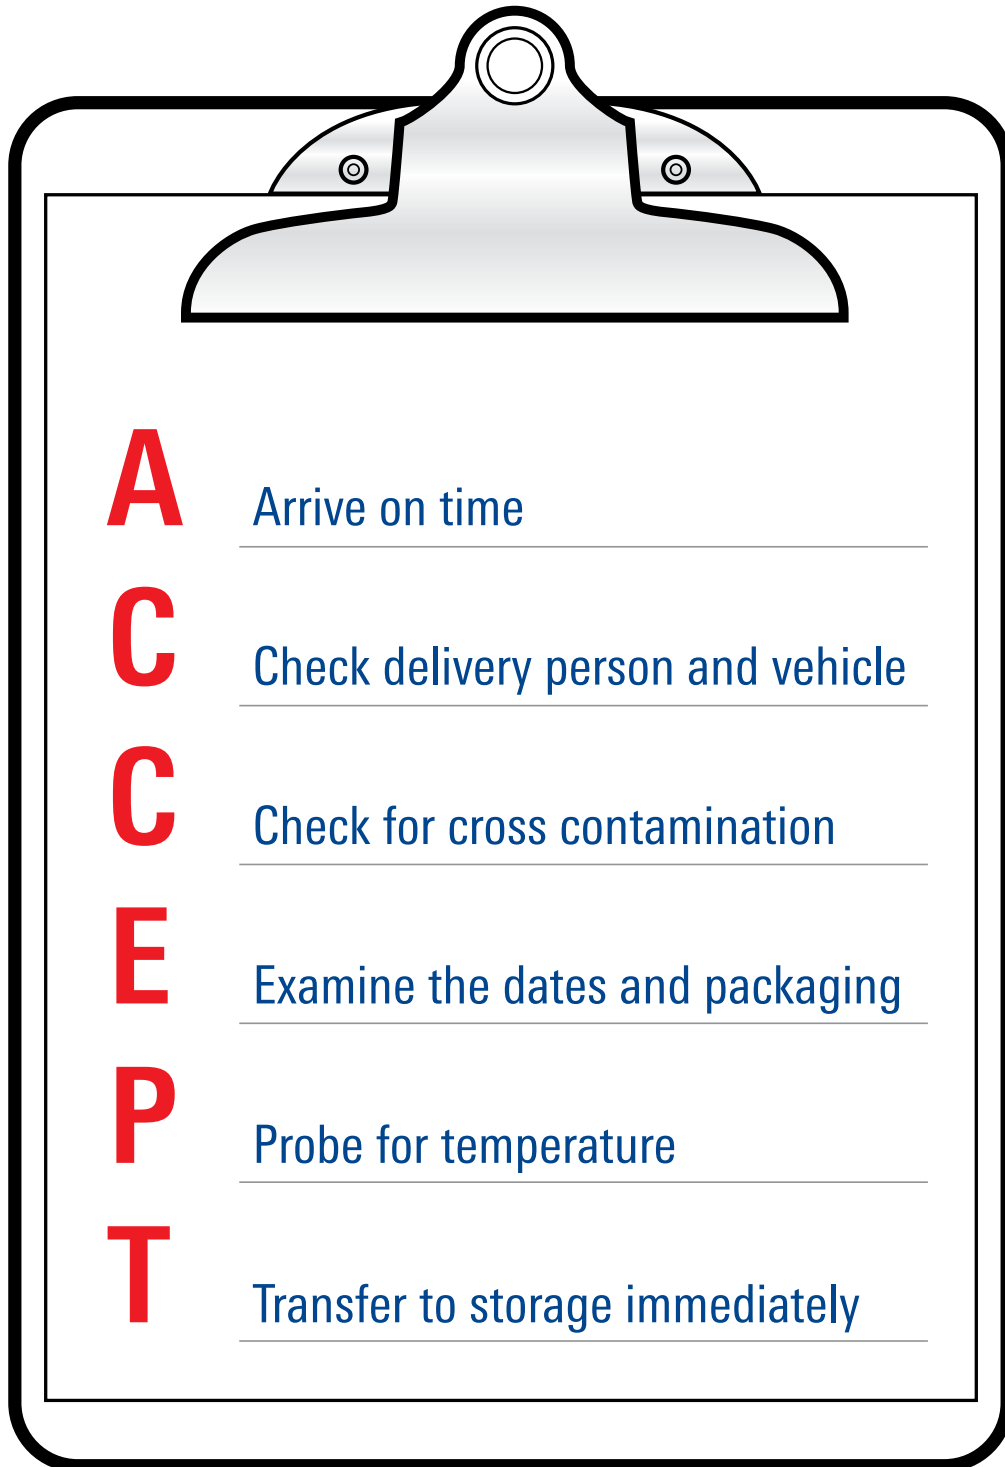 A Arrive on time
C Check delivery person and vehicle
C Check for cross contamination
E Examine the dates and packaging
P Probe for temperature
T Transfer to storage immediately